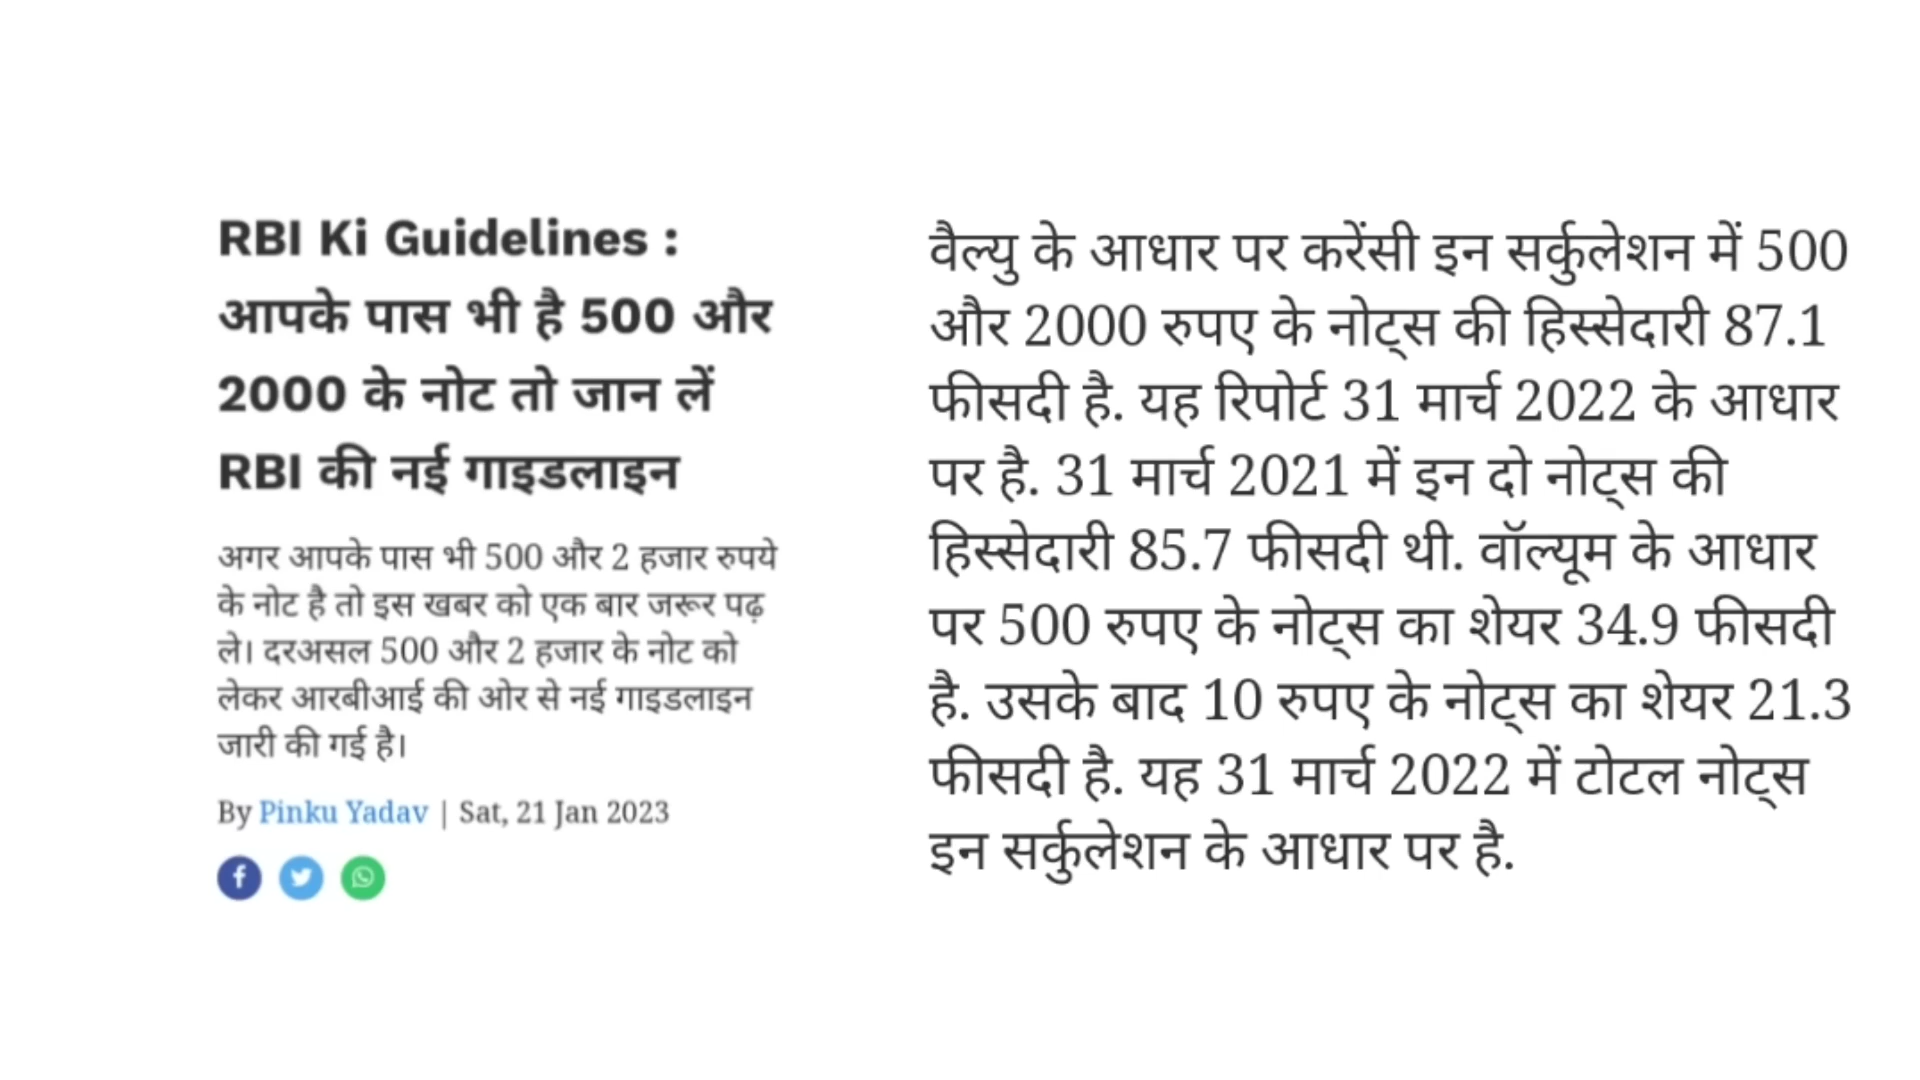 RBI Ki Guidelines :
आपके पास भी है 500 और
2000 के नोट तो जान लें
RBI की नई गाइडलाइन
अगर आपके पास भी 500 और 2 हजार रुपये
के नोट है तो इस खबर को एक बार जरूर पढ़
ले। दरअसल 500 और 2 हजार के नोट को
लेकर आरबीआई की ओर से नई गाइडलाइन
जारी की गई है।
By Pinku Yadav | Sat, 21 Jan 2023
वैल्यु के आधार पर करेंसी इन सर्कुलेशन में 500
और 2000 रुपए के नोट्स की हिस्सेदारी 87.1
फीसदी है. यह रिपोर्ट 31 मार्च 2022 के आधार
पर है. 31 मार्च 2021 में इन दो नोट्स की
हिस्सेदारी 85.7 फीसदी थी. वॉल्यूम के आधार
पर 500 रुपए के नोट्स का शेयर 34.9 फीसदी
है. उसके बाद 10 रुपए के नोट्स का शेयर 21.3
फीसदी है. यह 31 मार्च 2022 में टोटल नोट्स
इन सर्कुलेशन के आधार पर है.